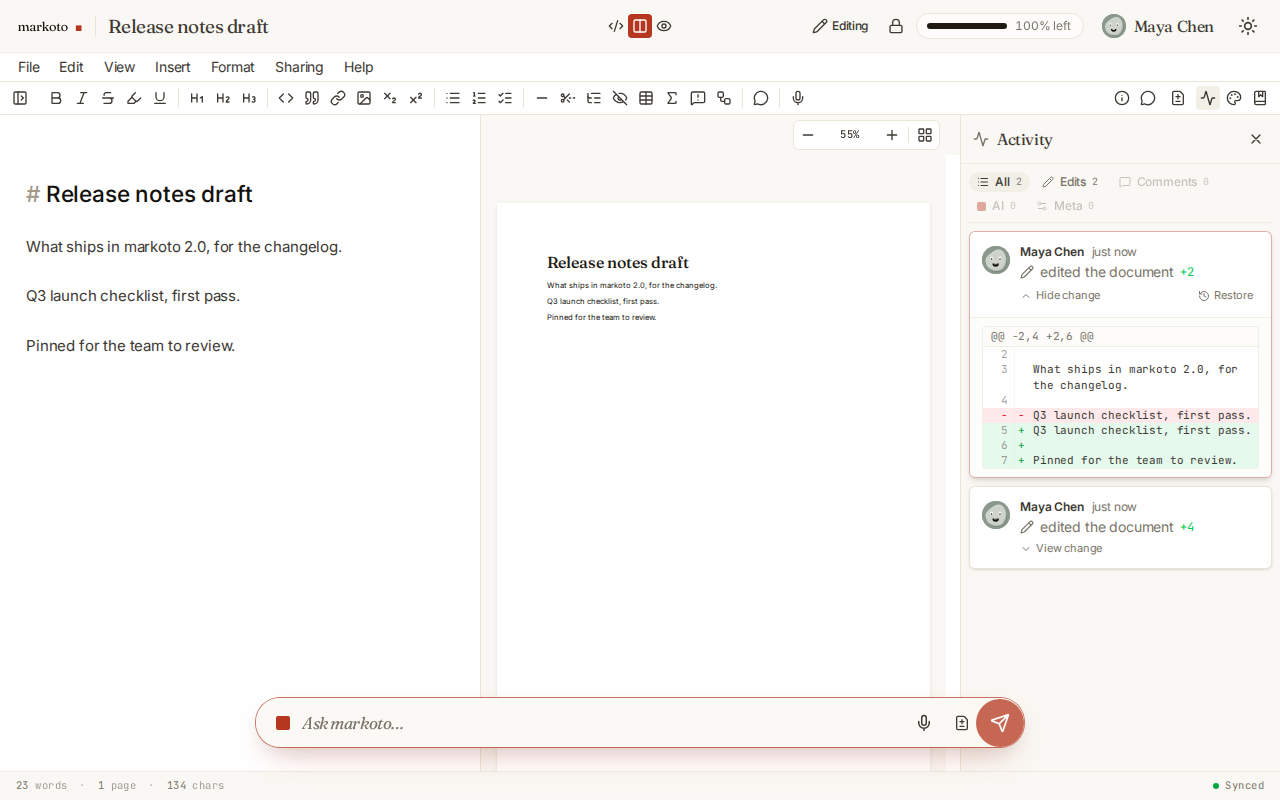 markoto
Release notes draft
Editing
100% left
Maya Chen
File Edit View Insert Format Sharing Help
H1 H2 H3
55%
# Release notes draft
What ships in markoto 2.0, for the changelog.
Q3 launch checklist, first pass.
Pinned for the team to review.
Release notes draft
What ships in markoto 2.0, for the changelog.
Q3 launch checklist, first pass.
Pinned for the team to review.
Activity
All 2 Edits 2 Comments 0
AI 0 Meta 0
Maya Chen just now
edited the document +2
Hide change Restore
@@ -2,4 +2,6 @@
2
3 What ships in markoto 2.0, for
the changelog.
4
- - Q3 launch checklist, first pass.
5 + Q3 launch checklist, first pass.
6 +
7 + Pinned for the team to review.
Maya Chen just now
edited the document +4
View change
Ask markoto...
23 words · 1 page · 134 chars
Synced